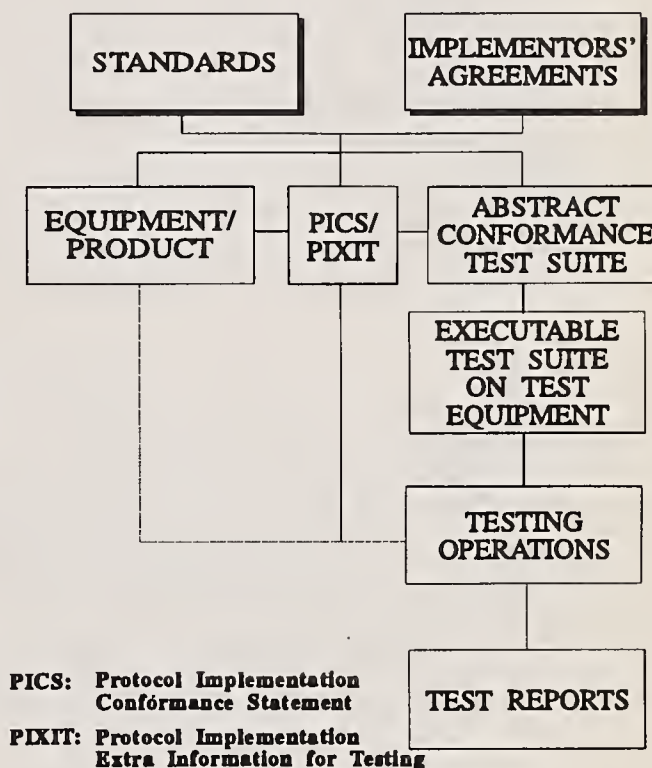 STANDARDS
IMPLEMENTORS'
AGREEMENTS
EQUIPMENT/
PRODUCT
PICS/
PIXIT
ABSTRACT
CONFORMANCE
TEST SUITE
EXECUTABLE
TEST SUITE
ON TEST
EQUIPMENT
TESTING
OPERATIONS
TEST REPORTS
PICS: Protocol Implementation
Conformance Statement
PIXIT: Protocol Implementation
Extra Information for Testing